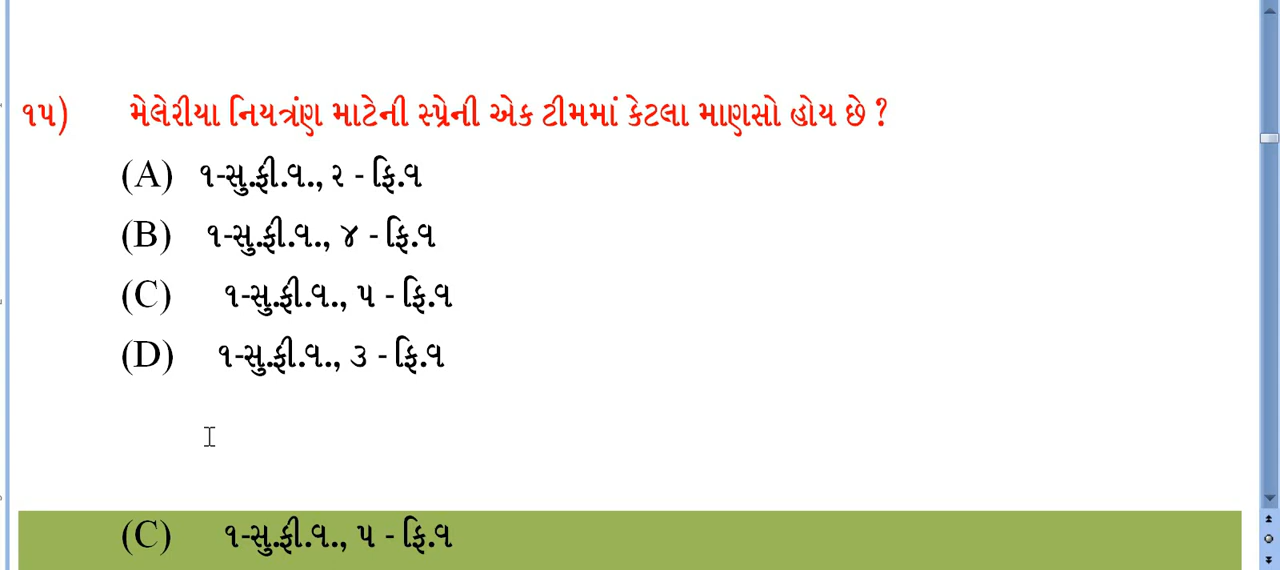 ૧૫) મેલેરીયા નિયત્રંણ માટેની સ્પ્રેની એક ટીમમાં કેટલા માણસો હોય છે ?
(A) ૧-સુ.ફી.વ., ૨ - ફિ.વ
(B) ૧-સુ.ફી.વ., ૪ - ફિ.વ
(C) ૧-સુ.ફી.વ., ૫ - ફિ.વ
(D) ૧-સુ.ફી.વ., ૩ - ફિ.વ
(C) ૧-સુ.ફી.વ., ૫ - ફિ.વ